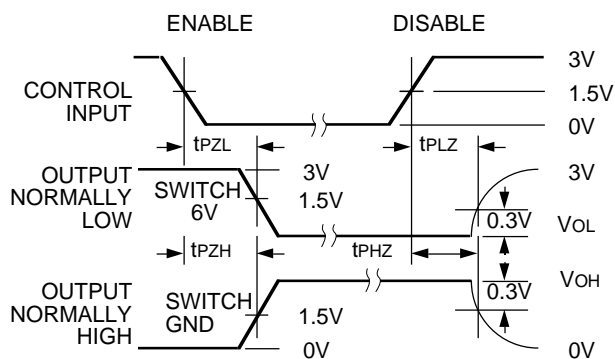 ENABLE DISABLE
3V
CONTROL INPUT 1.5V
0V
tPZL tPLZ
OUTPUT NORMALLY LOW
SWITCH 6V
3V
1.5V
3V
0.3V VOL
tPZH tPHZ
OUTPUT NORMALLY HIGH
SWITCH GND
1.5V
0V
0.3V VOH
0V